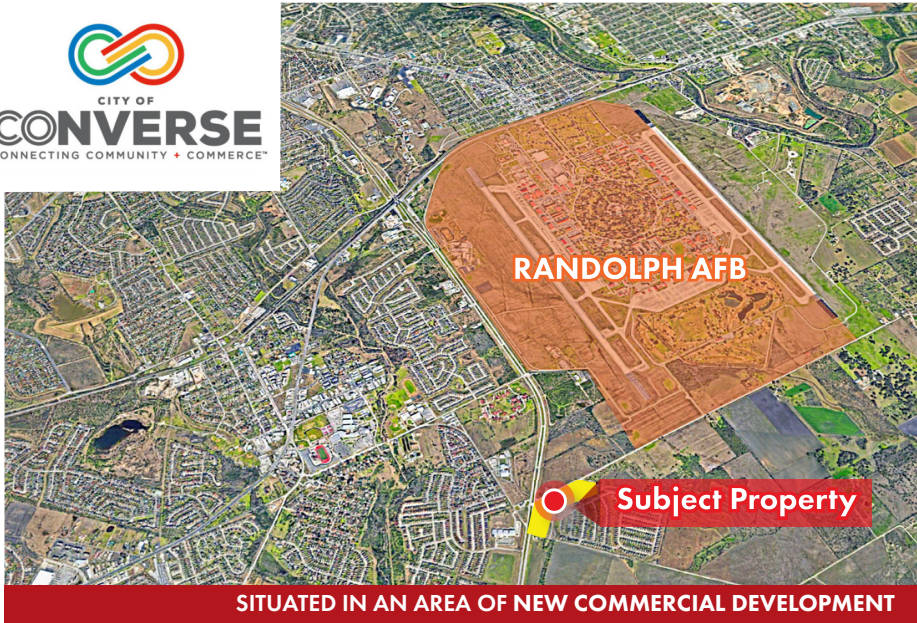 CITY OF
CONVERSE
CONNECTING COMMUNITY + COMMERCE™
RANDOLPH AFB
Subject Property
SITUATED IN AN AREA OF NEW COMMERCIAL DEVELOPMENT